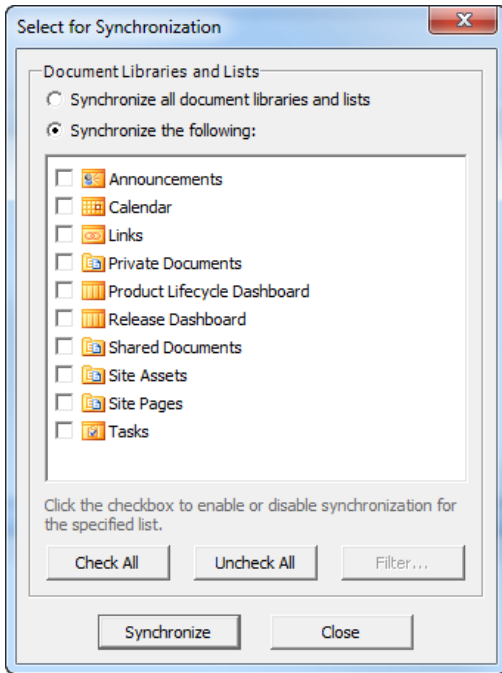 Select for Synchronization
Document Libraries and Lists
Synchronize all document libraries and lists
Synchronize the following:
Announcements
Calendar
Links
Private Documents
Product Lifecycle Dashboard
Release Dashboard
Shared Documents
Site Assets
Site Pages
Tasks
Click the checkbox to enable or disable synchronization for
the specified list.
Check All
Uncheck All
Filter...
Synchronize
Close